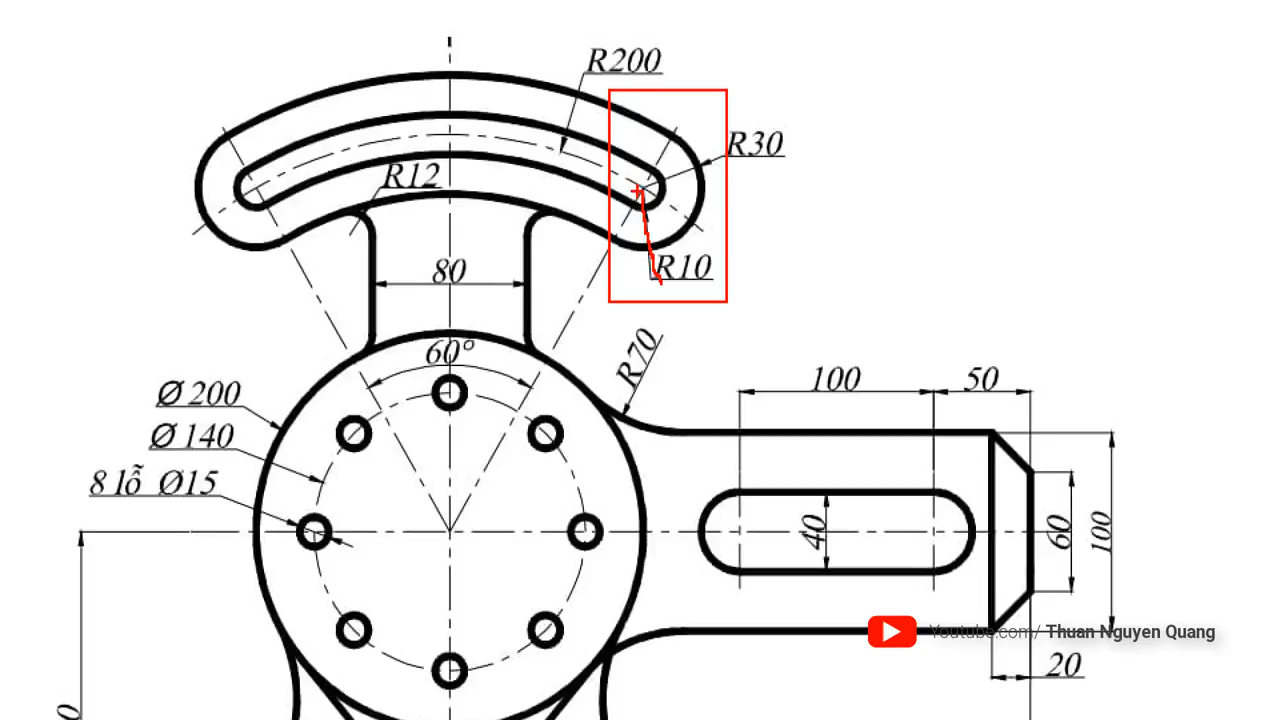 R200
R30
R12
R10
80
60°
R70
100
50
Ø 200
Ø 140
8 lỗ Ø15
40
60
100
Youtube.com/ Thuan Nguyen Quang
20